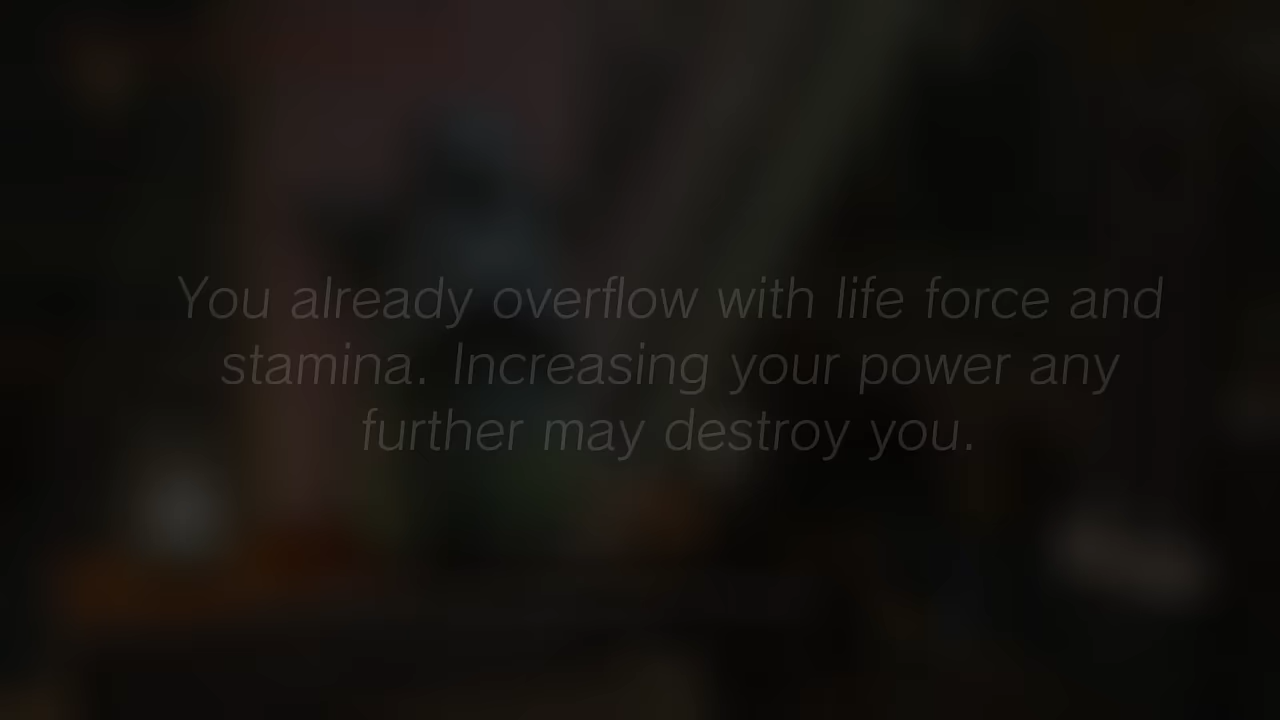 You already overflow with life force and
stamina. Increasing your power any
further may destroy you.